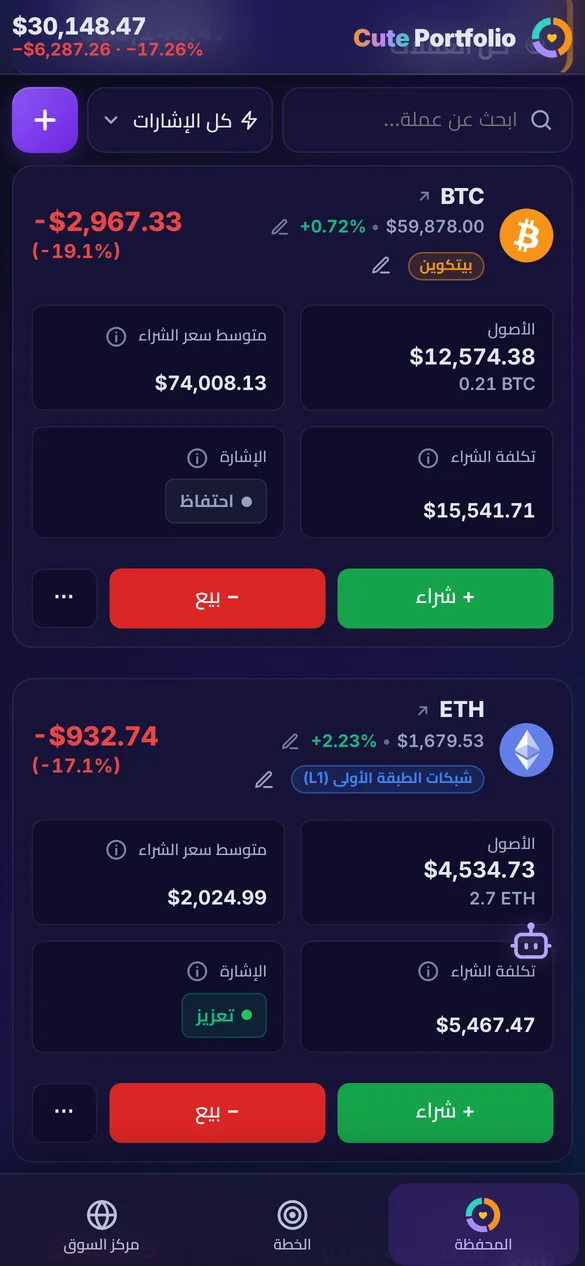 $30,148.47
−$6,287.26 · −17.26%
Cute Portfolio
كل الإشارات
ابحث عن عملة...
BTC
-$2,967.33
+0.72% • $59,878.00
(-19.1%)
بيتكوين
الأصول
$12,574.38
0.21 BTC
متوسط سعر الشراء
$74,008.13
تكلفة الشراء
$15,541.71
الإشارة
احتفاظ
+ شراء
− بيع
...
ETH
-$932.74
+2.23% • $1,679.53
(-17.1%)
شبكات الطبقة الأولى (L1)
الأصول
$4,534.73
2.7 ETH
متوسط سعر الشراء
$2,024.99
تكلفة الشراء
$5,467.47
الإشارة
تعزيز
+ شراء
− بيع
...
المحفظة
الخطة
مركز السوق